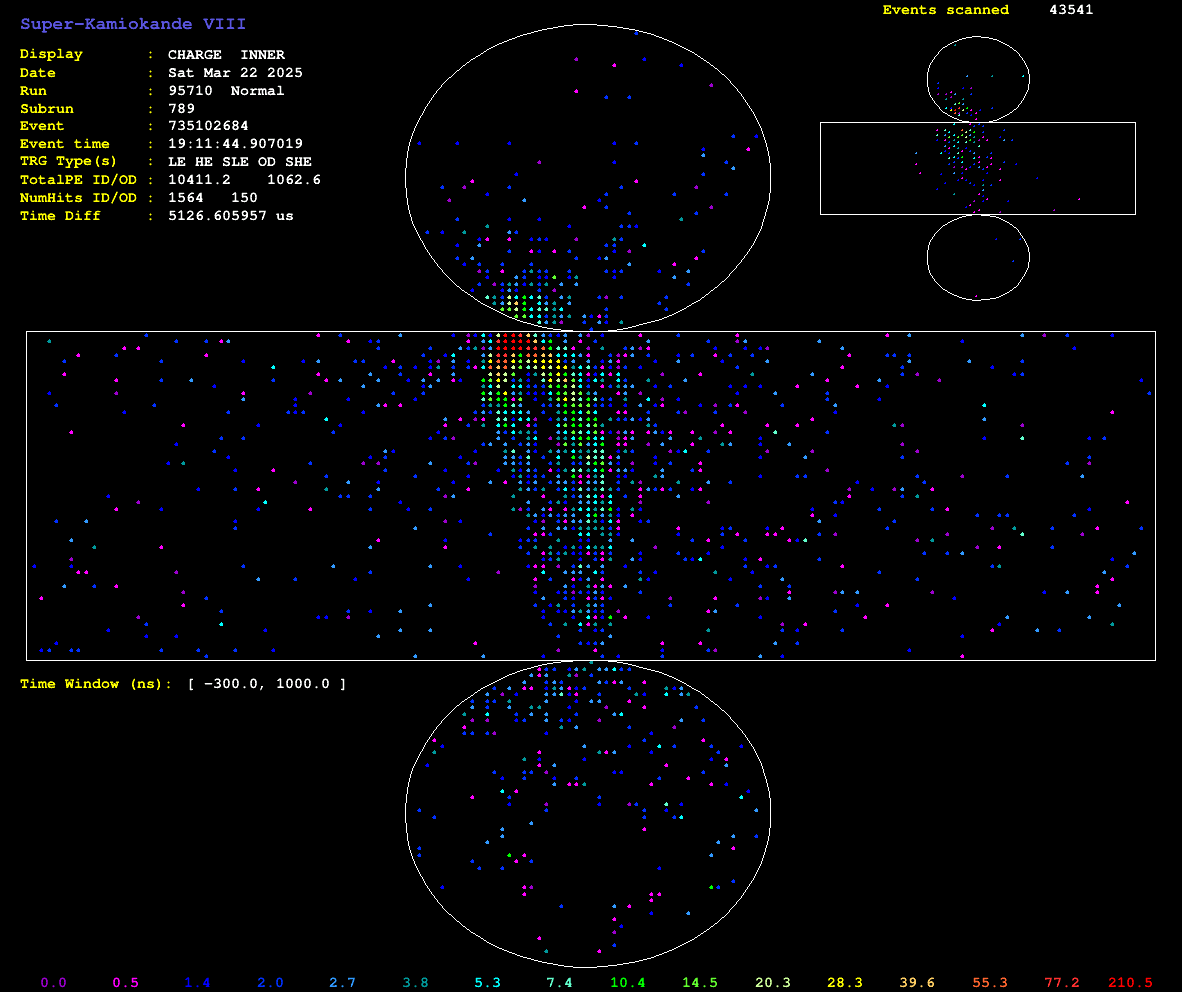 Super-Kamiokande VIII
Events scanned 43541
Display : CHARGE INNER
Date : Sat Mar 22 2025
Run : 95710 Normal
Subrun : 789
Event : 735102684
Event time : 19:11:44.907019
TRG Type(s) : LE HE SLE OD SHE
TotalPE ID/OD : 10411.2 1062.6
NumHits ID/OD : 1564 150
Time Diff : 5126.605957 us
Time Window (ns): [ −300.0, 1000.0 ]
0.0 0.5 1.4 2.0 2.7 3.8 5.3 7.4 10.4 14.5 20.3 28.3 39.6 55.3 77.2 210.5